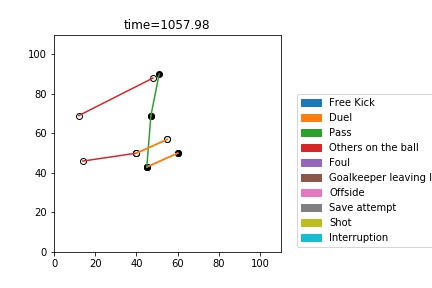 time=1057.98
100
80
60
40
20
0
0 20 40 60 80 100
Free Kick
Duel
Pass
Others on the ball
Foul
Goalkeeper leaving l
Offside
Save attempt
Shot
Interruption